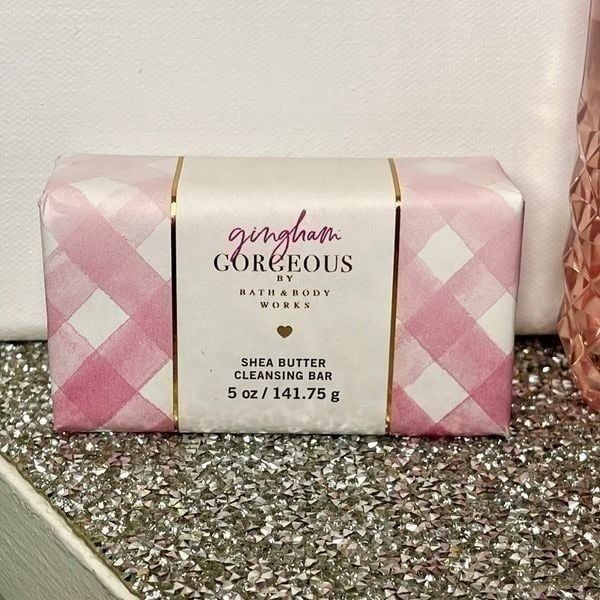 gingham
GORGEOUS
BY
BATH & BODY
WORKS
SHEA BUTTER
CLEANSING BAR
5 oz / 141.75 g